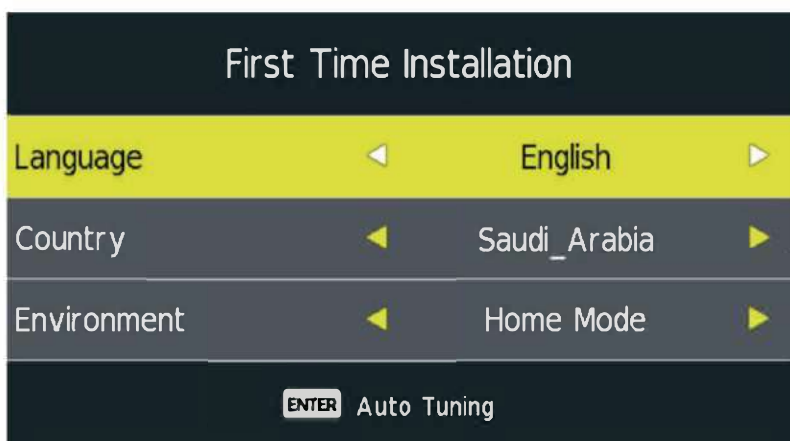 First Time Installation
Language English
Country Saudi_Arabia
Environment Home Mode
ENTER Auto Tuning